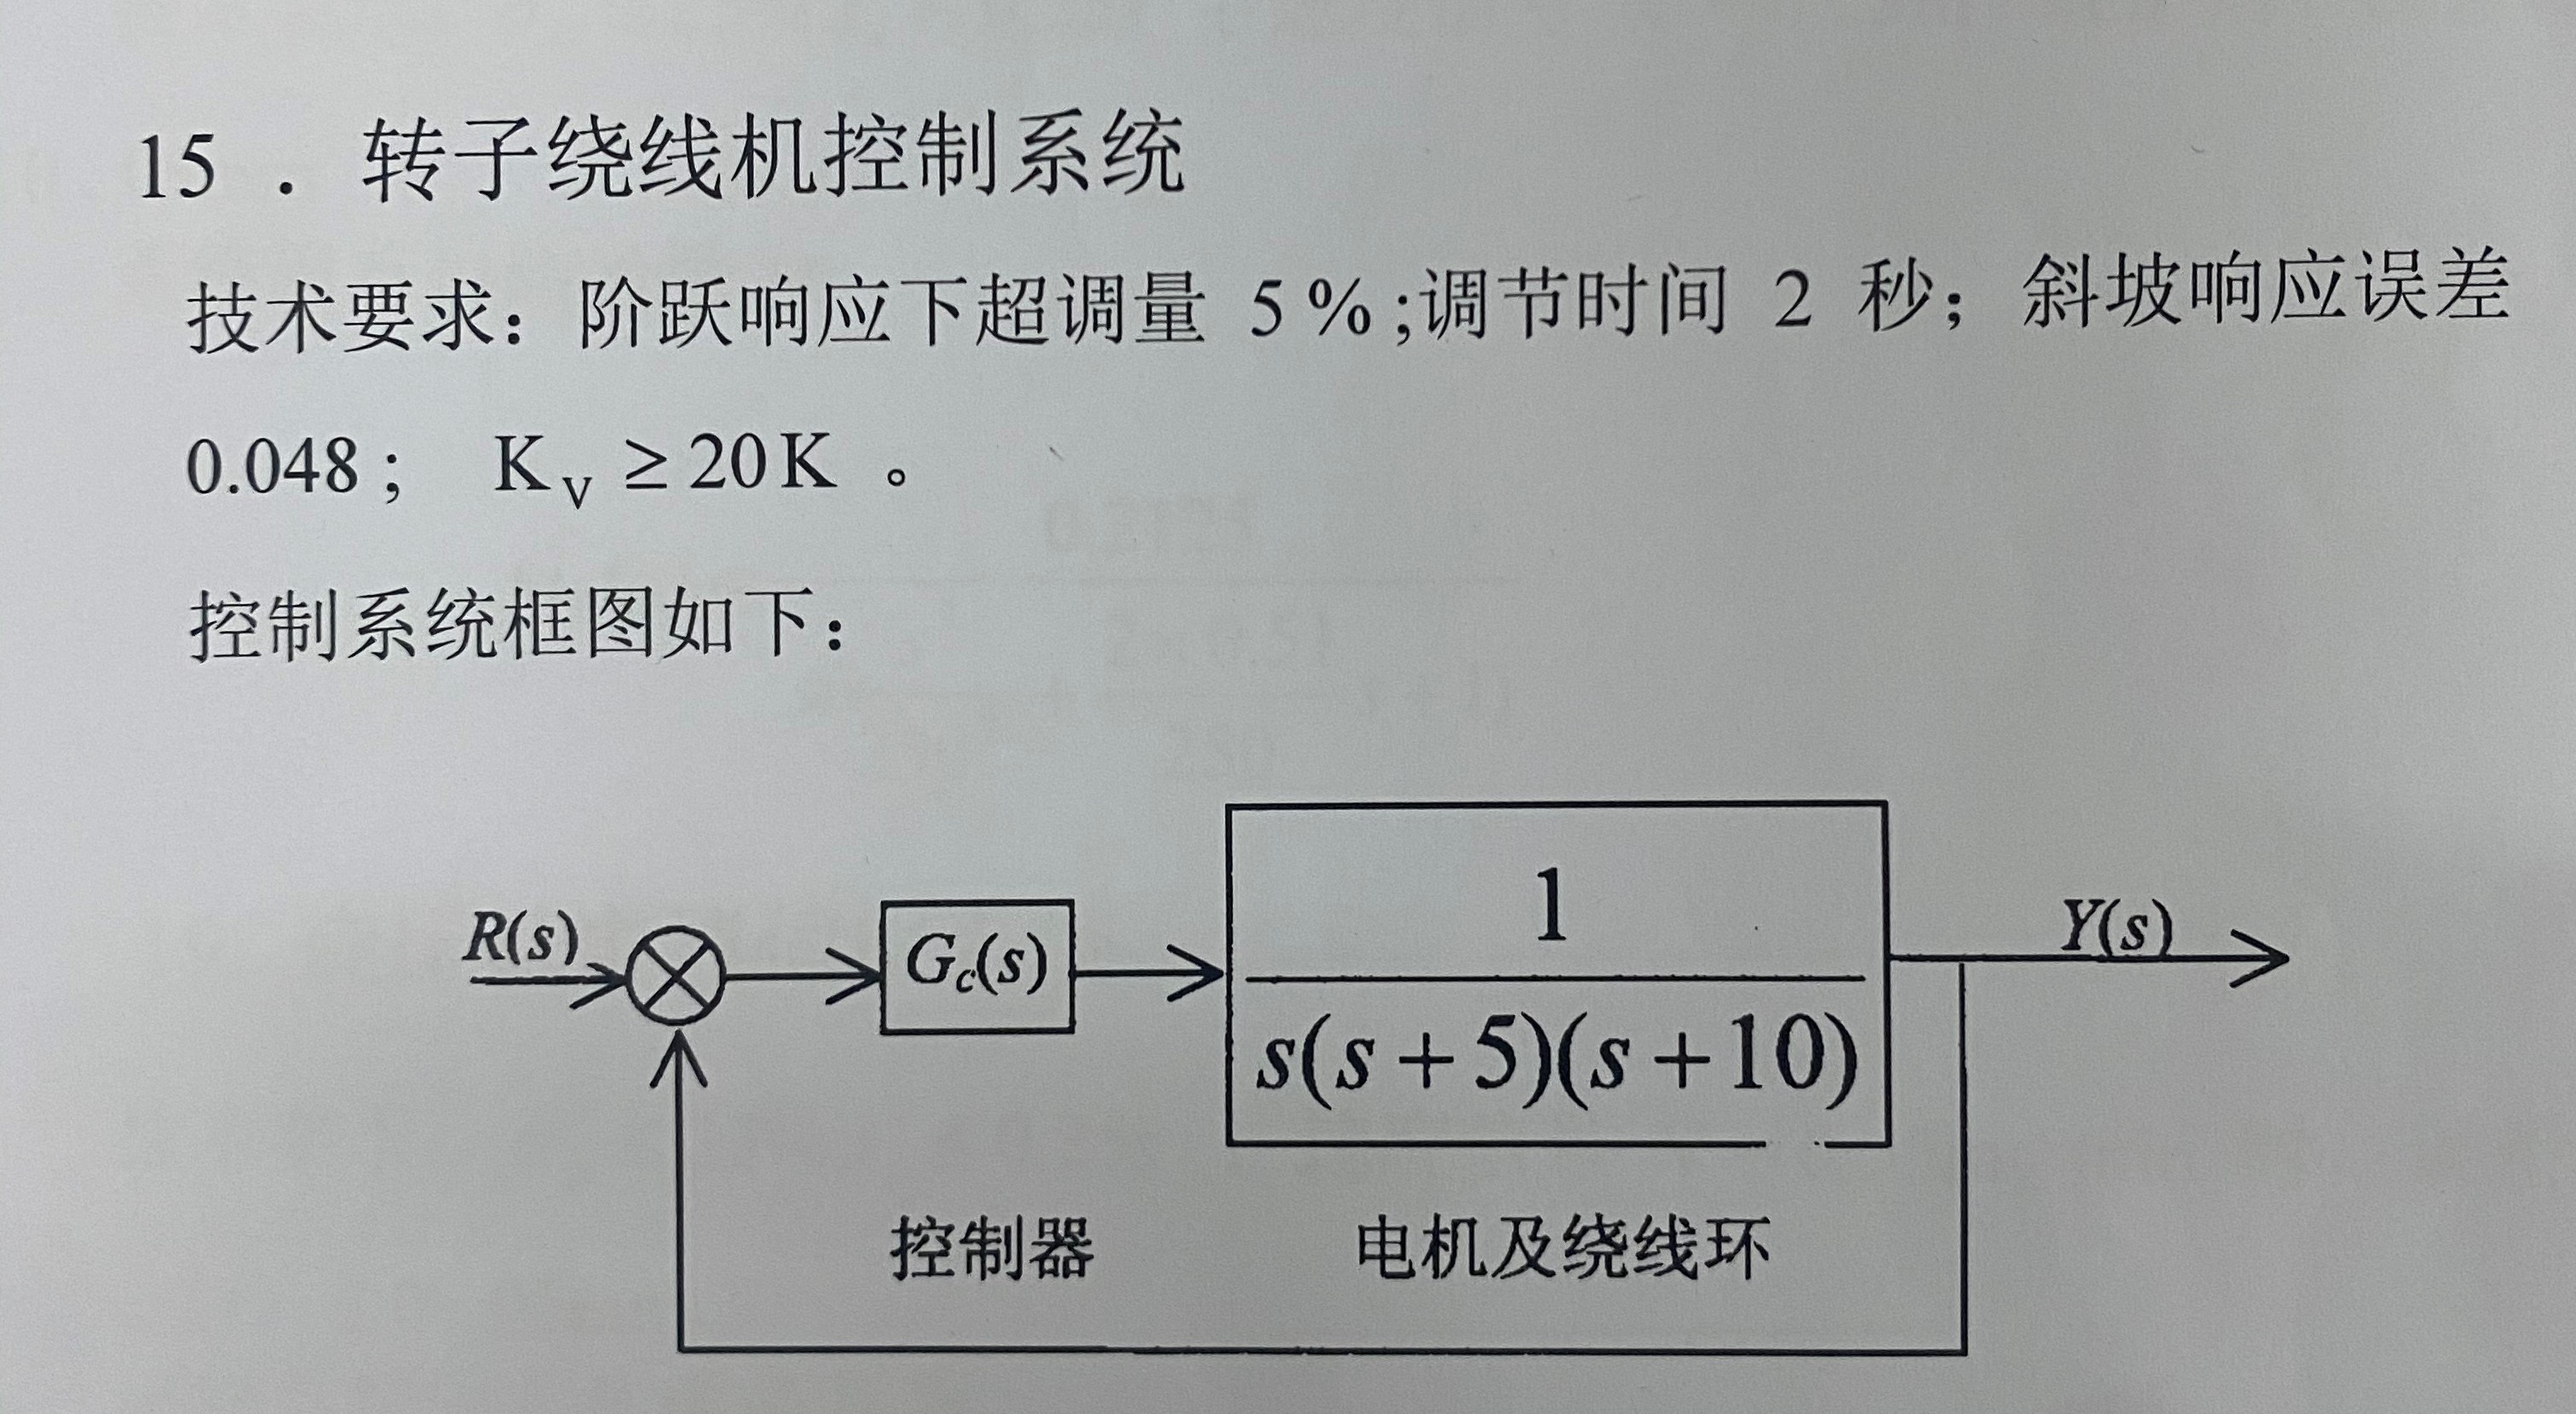 15 . 转子绕线机控制系统
技术要求：阶跃响应下超调量 5%;调节时间 2 秒；斜坡响应误差
0.048； K_V ≥ 20K 。
控制系统框图如下：
R(s)
G_c(s)
1
s(s+5)(s+10)
Y(s)
控制器
电机及绕线环